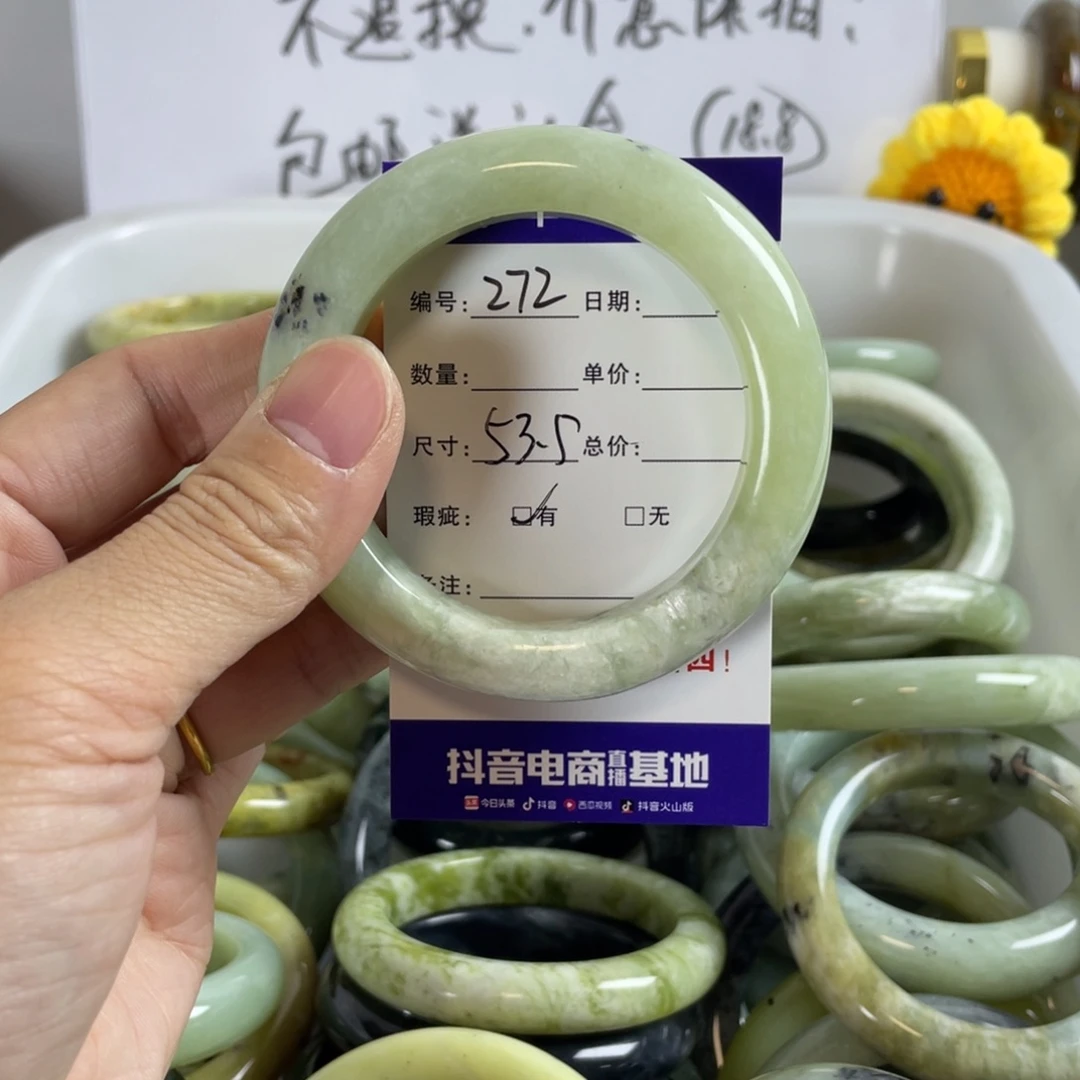 不退换,介意保拍:
包邮 (18.8)
编号: 272 日期:
数量: 单价:
尺寸: 53.5 总价:
瑕疵: ☑有 □无
注:
四!
抖音电商直播基地
今日头条 抖音 西瓜视频 抖音火山版